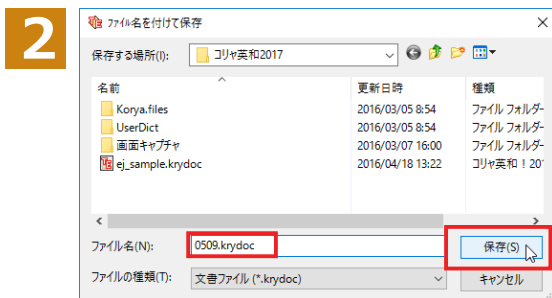 2
ファイル名を付けて保存
保存する場所(I): コリャ英和2017
名前 更新日時 種類
Korya.files 2016/03/05 8:54 ファイル フォルダー
UserDict 2016/03/05 8:54 ファイル フォルダー
画面キャプチャ 2016/03/07 16:00 ファイル フォルダー
ej_sample.krydoc 2016/04/18 13:22 コリャ英和!20
ファイル名(N): 0509.krydoc 保存(S)
ファイルの種類(T): 文書ファイル (*.krydoc) キャンセル